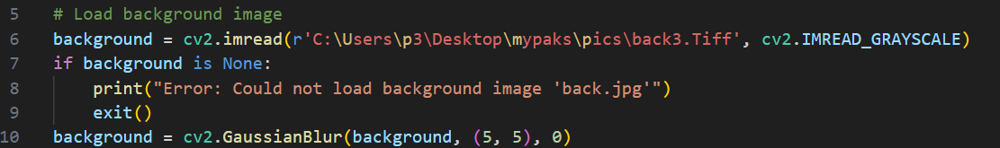 5 # Load background image
6 background = cv2.imread(r'C:\Users\p3\Desktop\mypaks\pics\back3.Tiff', cv2.IMREAD_GRAYSCALE)
7 if background is None:
8     print("Error: Could not load background image 'back.jpg'")
9     exit()
10 background = cv2.GaussianBlur(background, (5, 5), 0)